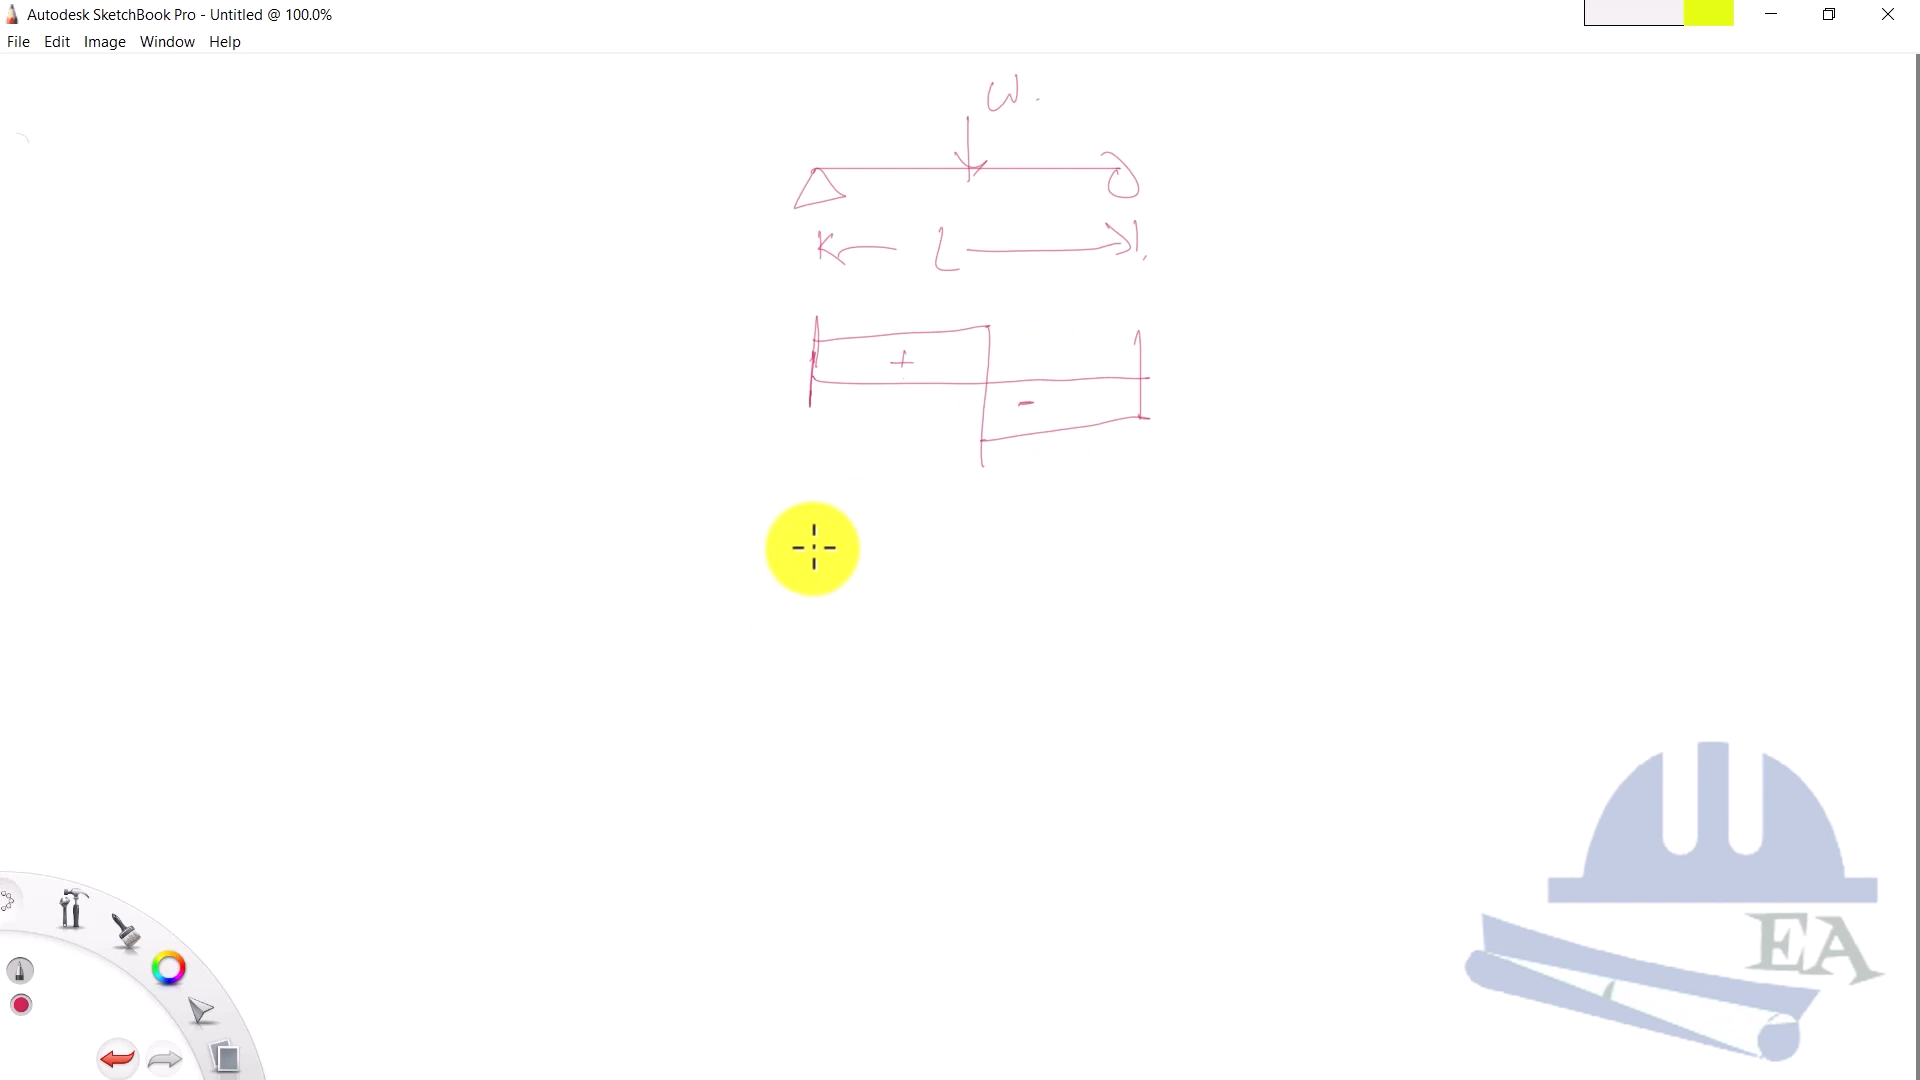 Autodesk SketchBook Pro - Untitled @ 100.0%
File Edit Image Window Help
W.
L
+
-
EA